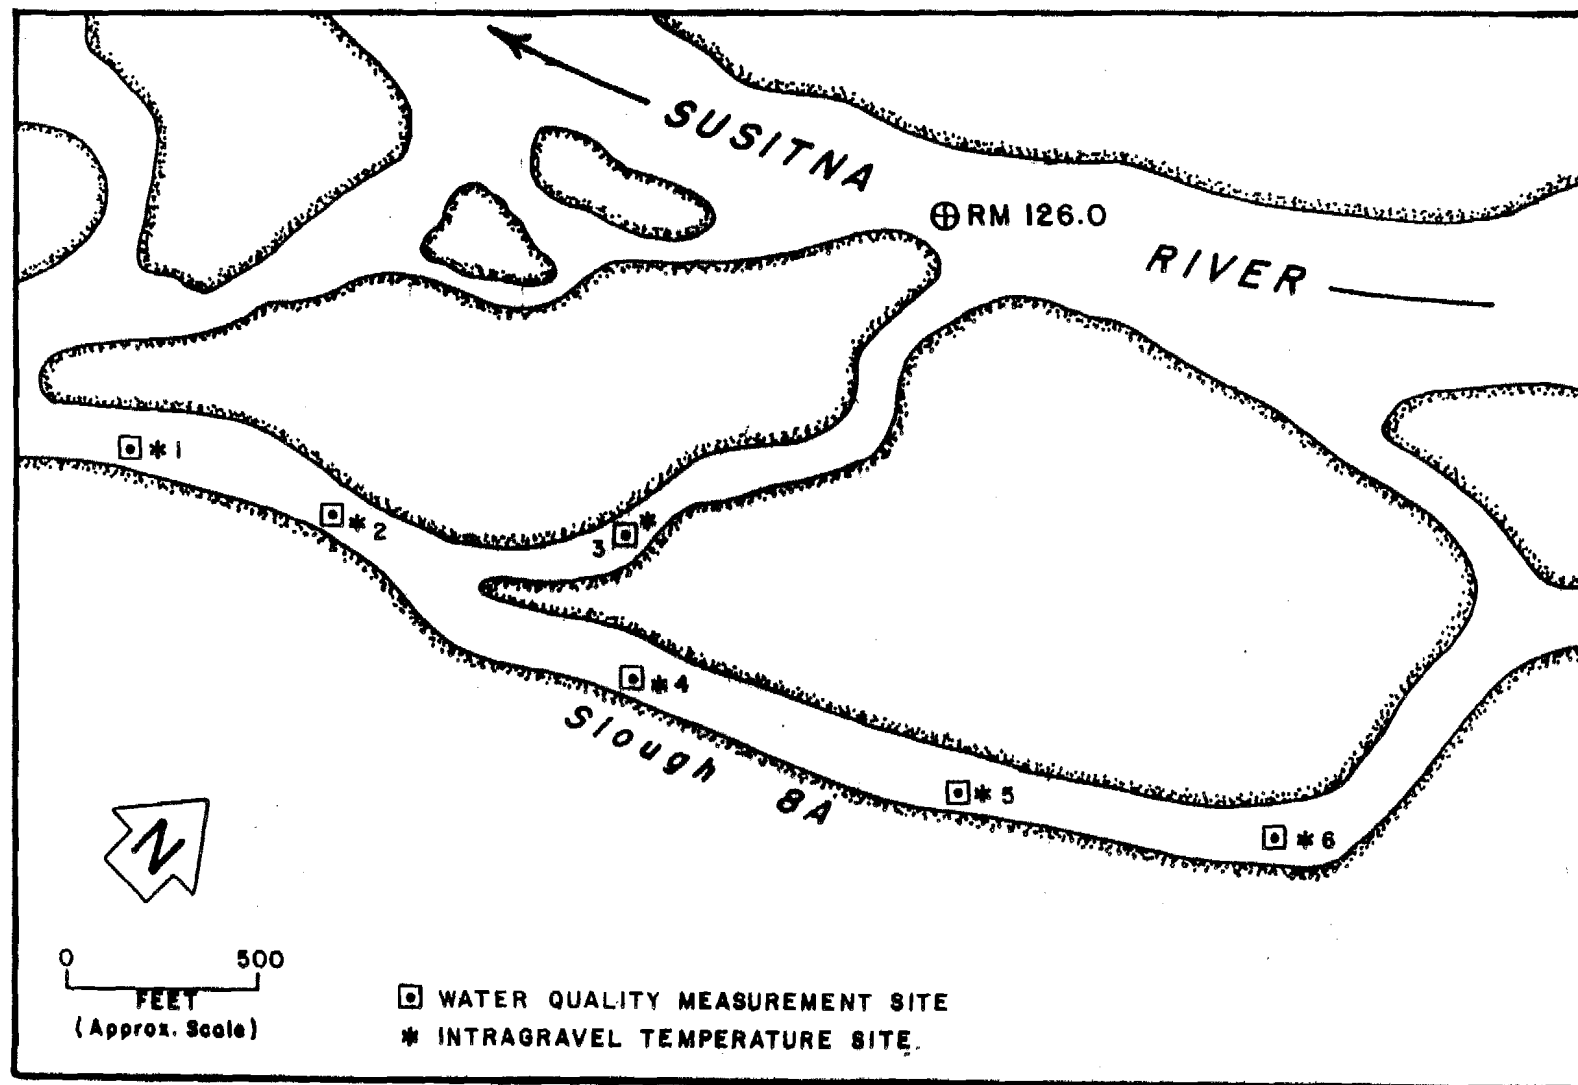 SUSITNA
RM 126.0
RIVER
1
2
3
4
Slough 8A
5
6
N
0 500
FEET
(Approx. Scale)
WATER QUALITY MEASUREMENT SITE
INTRAGRAVEL TEMPERATURE SITE.